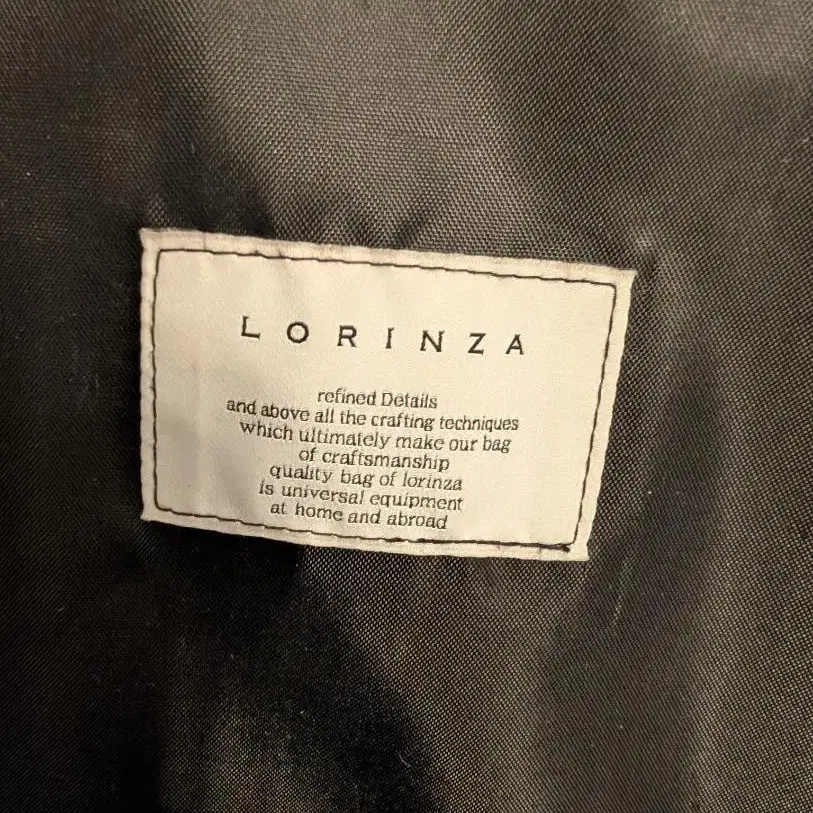 LORINZA
refined Details
and above all the crafting techniques
which ultimately make our bag
of craftsmanship
quality bag of lorinza
is universal equipment
at home and abroad